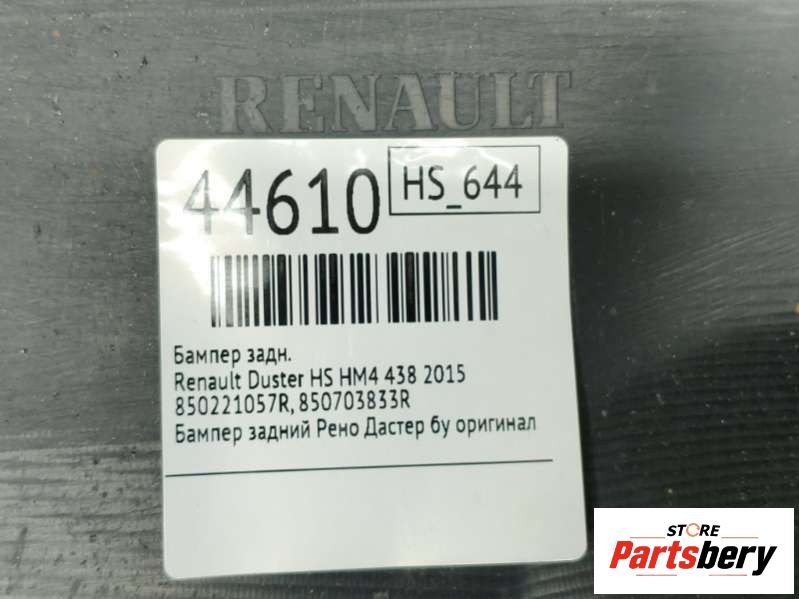 RENAULT
44610
HS_644
Бампер задн.
Renault Duster HS HM4 438 2015
850221057R, 850703833R
Бампер задний Рено Дастер бу оригинал
STORE
Partsbery